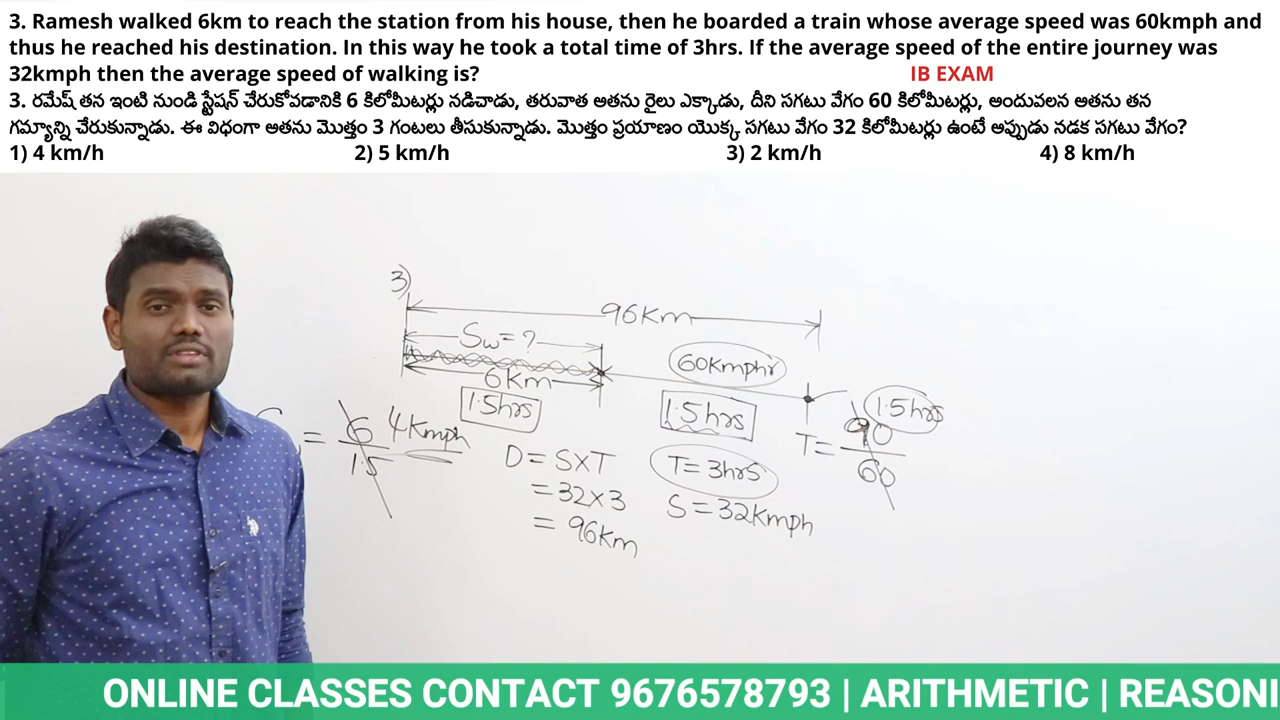 3. Ramesh walked 6km to reach the station from his house, then he boarded a train whose average speed was 60kmph and
thus he reached his destination. In this way he took a total time of 3hrs. If the average speed of the entire journey was
32kmph then the average speed of walking is? IB EXAM
3. రమేష్ తన ఇంటి నుండి స్టేషన్ చేరుకోవడానికి 6 కిలోమీటర్లు నడిచాడు, తరువాత అతను రైలు ఎక్కాడు, దీని సగటు వేగం 60 కిలోమీటర్లు, అందువలన అతను తన
గమ్యాన్ని చేరుకున్నాడు. ఈ విధంగా అతను మొత్తం 3 గంటలు తీసుకున్నాడు. మొత్తం ప్రయాణం యొక్క సగటు వేగం 32 కిలోమీటర్లు ఉంటే అప్పుడు నడక సగటు వేగం?
1) 4 km/h 2) 5 km/h 3) 2 km/h 4) 8 km/h
3)
96Km
Sw = ?
60Kmphr
6Km
1.5hrs
1.5hrs
1.5hrs
= 6/1.5 4Kmph
T = 90/60
D = S×T
T = 3hrs
= 32×3
S = 32Kmph
= 96Km
ONLINE CLASSES CONTACT 9676578793 | ARITHMETIC | REASONI